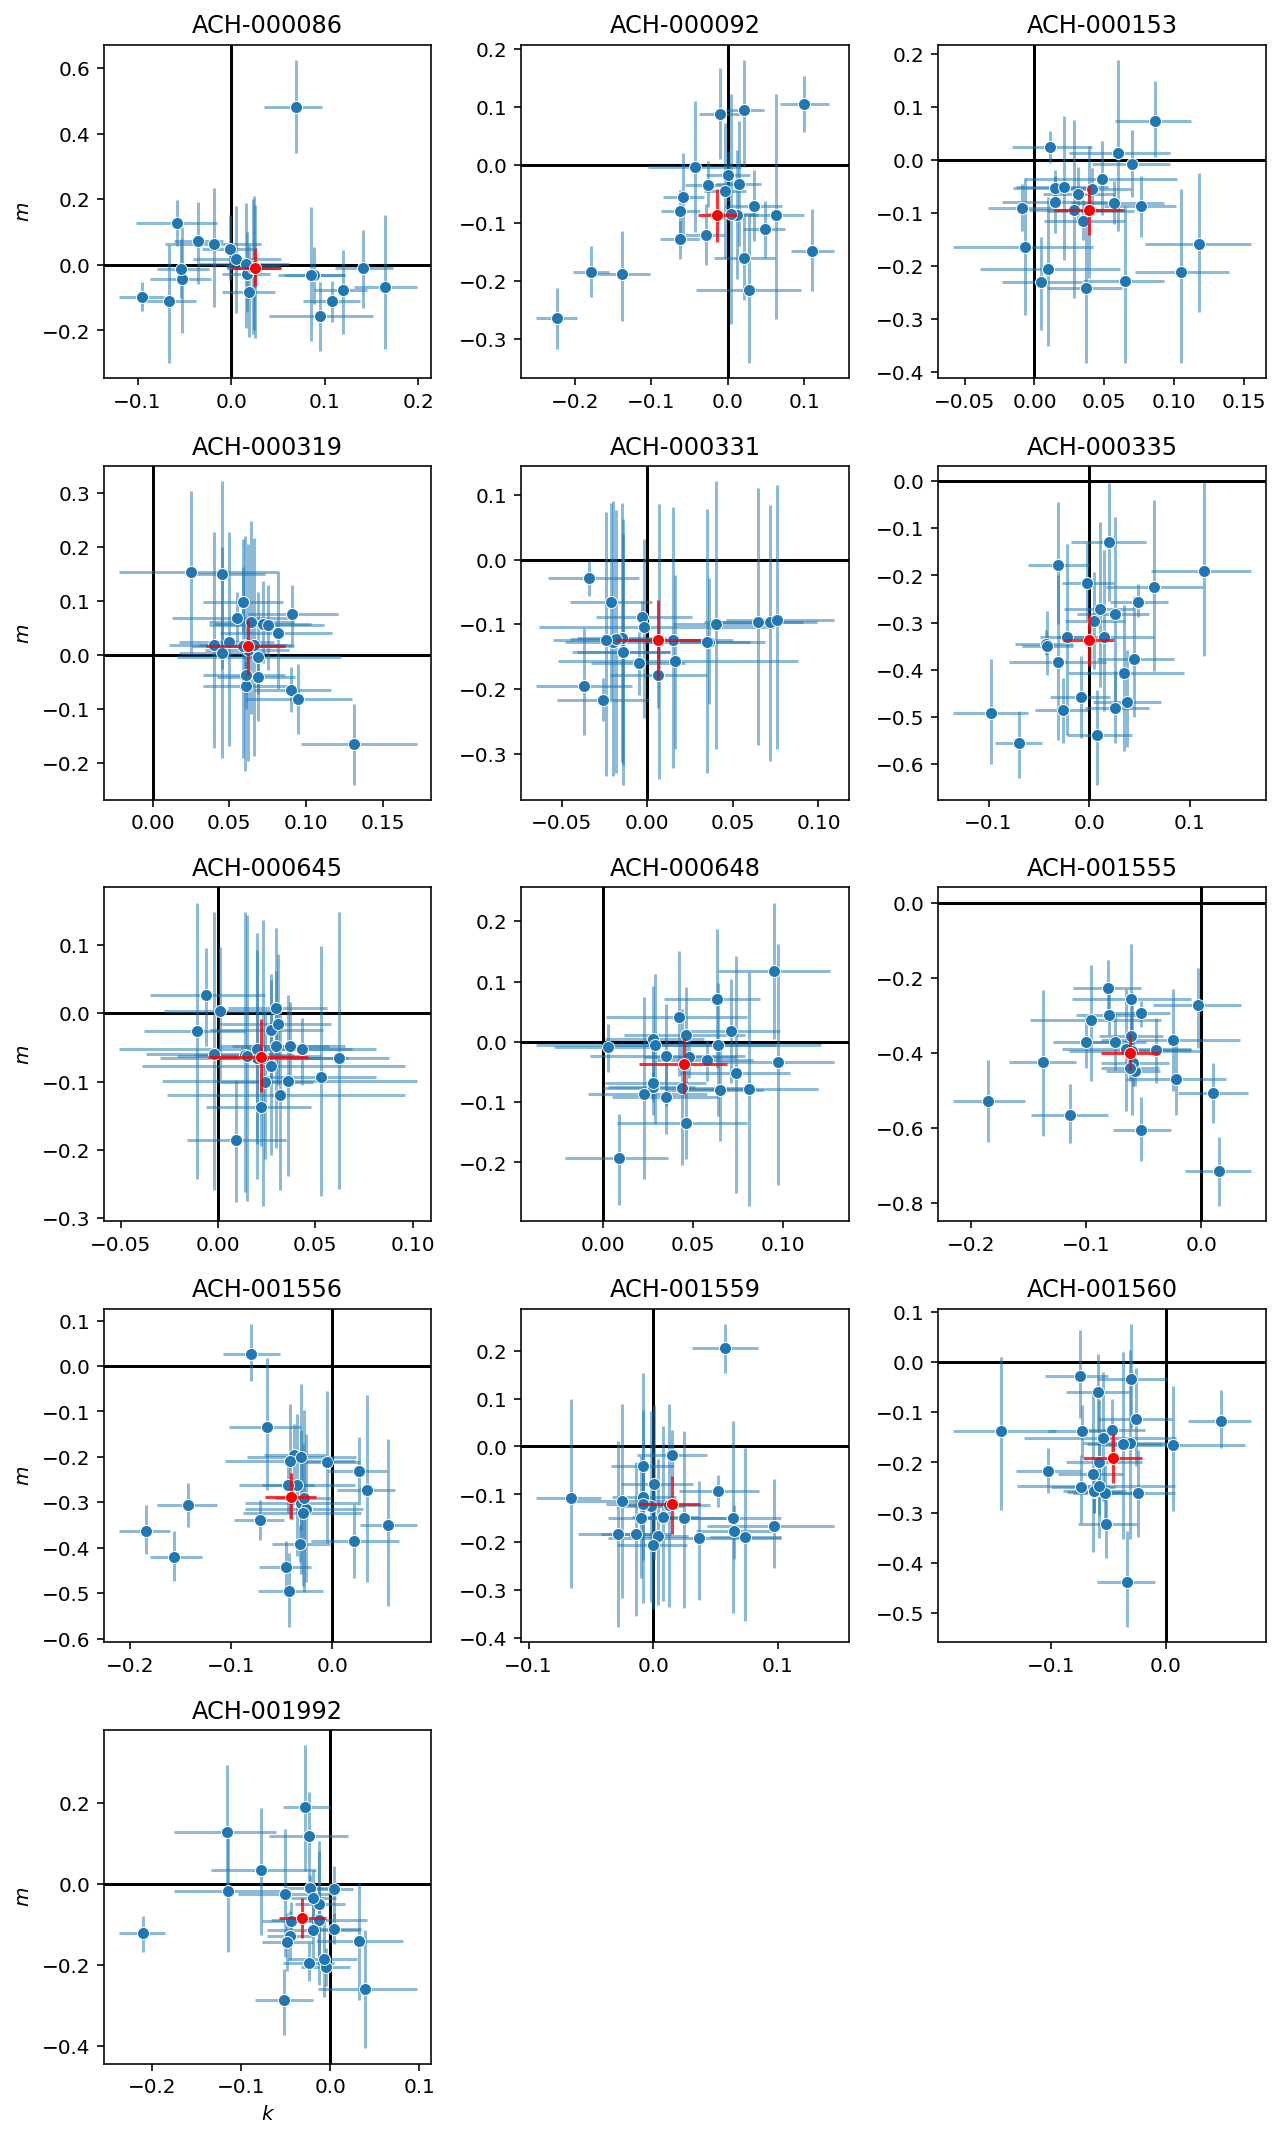 ACH-000086 ACH-000092 ACH-000153
0.6 0.4 0.2 0.0 −0.2
m
−0.1 0.0 0.1 0.2
0.2 0.1 0.0 −0.1 −0.2 −0.3
−0.2 −0.1 0.0 0.1
0.2 0.1 0.0 −0.1 −0.2 −0.3 −0.4
−0.05 0.00 0.05 0.10 0.15
ACH-000319 ACH-000331 ACH-000335
0.3 0.2 0.1 0.0 −0.1 −0.2
m
0.00 0.05 0.10 0.15
0.1 0.0 −0.1 −0.2 −0.3
−0.05 0.00 0.05 0.10
0.0 −0.1 −0.2 −0.3 −0.4 −0.5 −0.6
−0.1 0.0 0.1
ACH-000645 ACH-000648 ACH-001555
0.1 0.0 −0.1 −0.2 −0.3
m
−0.05 0.00 0.05 0.10
0.2 0.1 0.0 −0.1 −0.2
0.00 0.05 0.10
0.0 −0.2 −0.4 −0.6 −0.8
−0.2 −0.1 0.0
ACH-001556 ACH-001559 ACH-001560
0.1 0.0 −0.1 −0.2 −0.3 −0.4 −0.5 −0.6
m
−0.2 −0.1 0.0
0.2 0.1 0.0 −0.1 −0.2 −0.3 −0.4
−0.1 0.0 0.1
0.1 0.0 −0.1 −0.2 −0.3 −0.4 −0.5
−0.1 0.0
ACH-001992
0.2 0.0 −0.2 −0.4
m
−0.2 −0.1 0.0 0.1
k